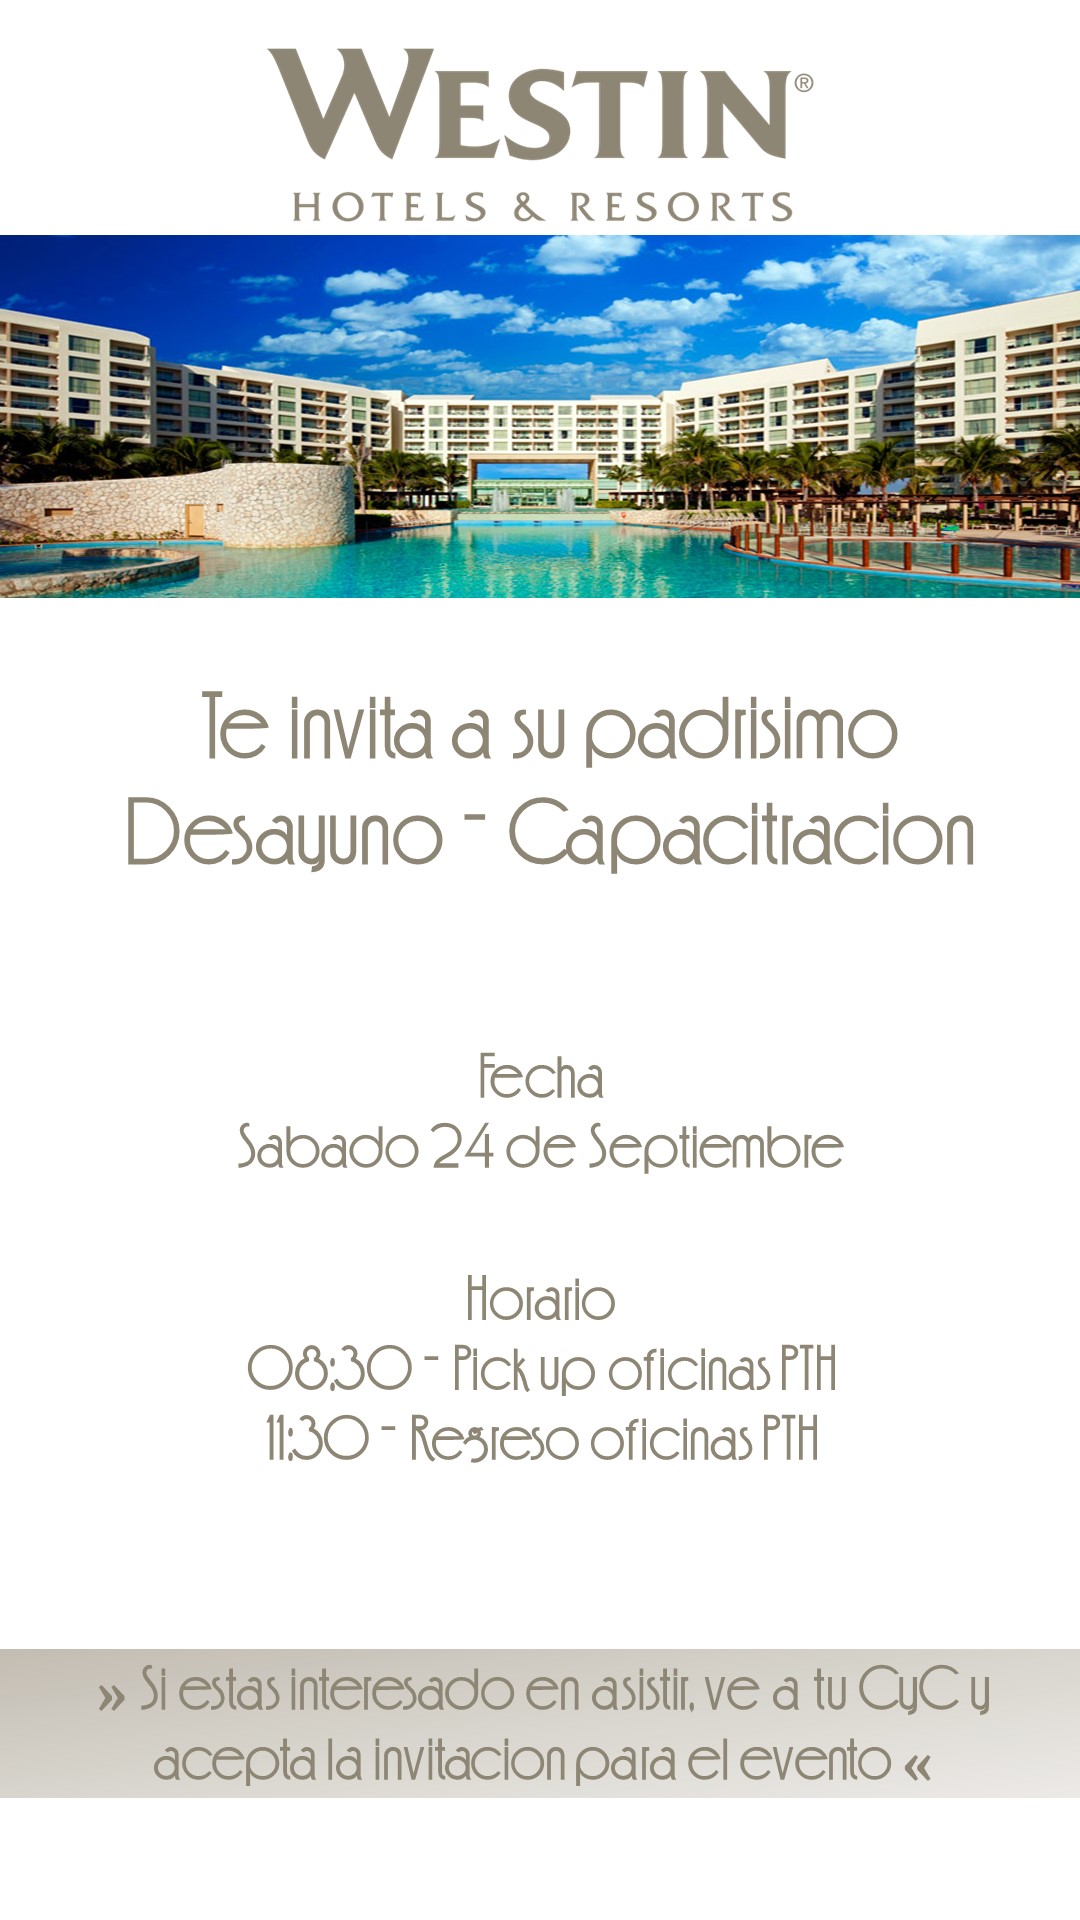 WESTIN®
HOTELS & RESORTS
Te invita a su padrisimo
Desayuno - Capacitracion
Fecha
Sabado 24 de Septiembre
Horario
08:30 - Pick up oficinas PTH
11:30 - Regreso oficinas PTH
» Si estas interesado en asistir, ve a tu CyC y
acepta la invitacion para el evento «